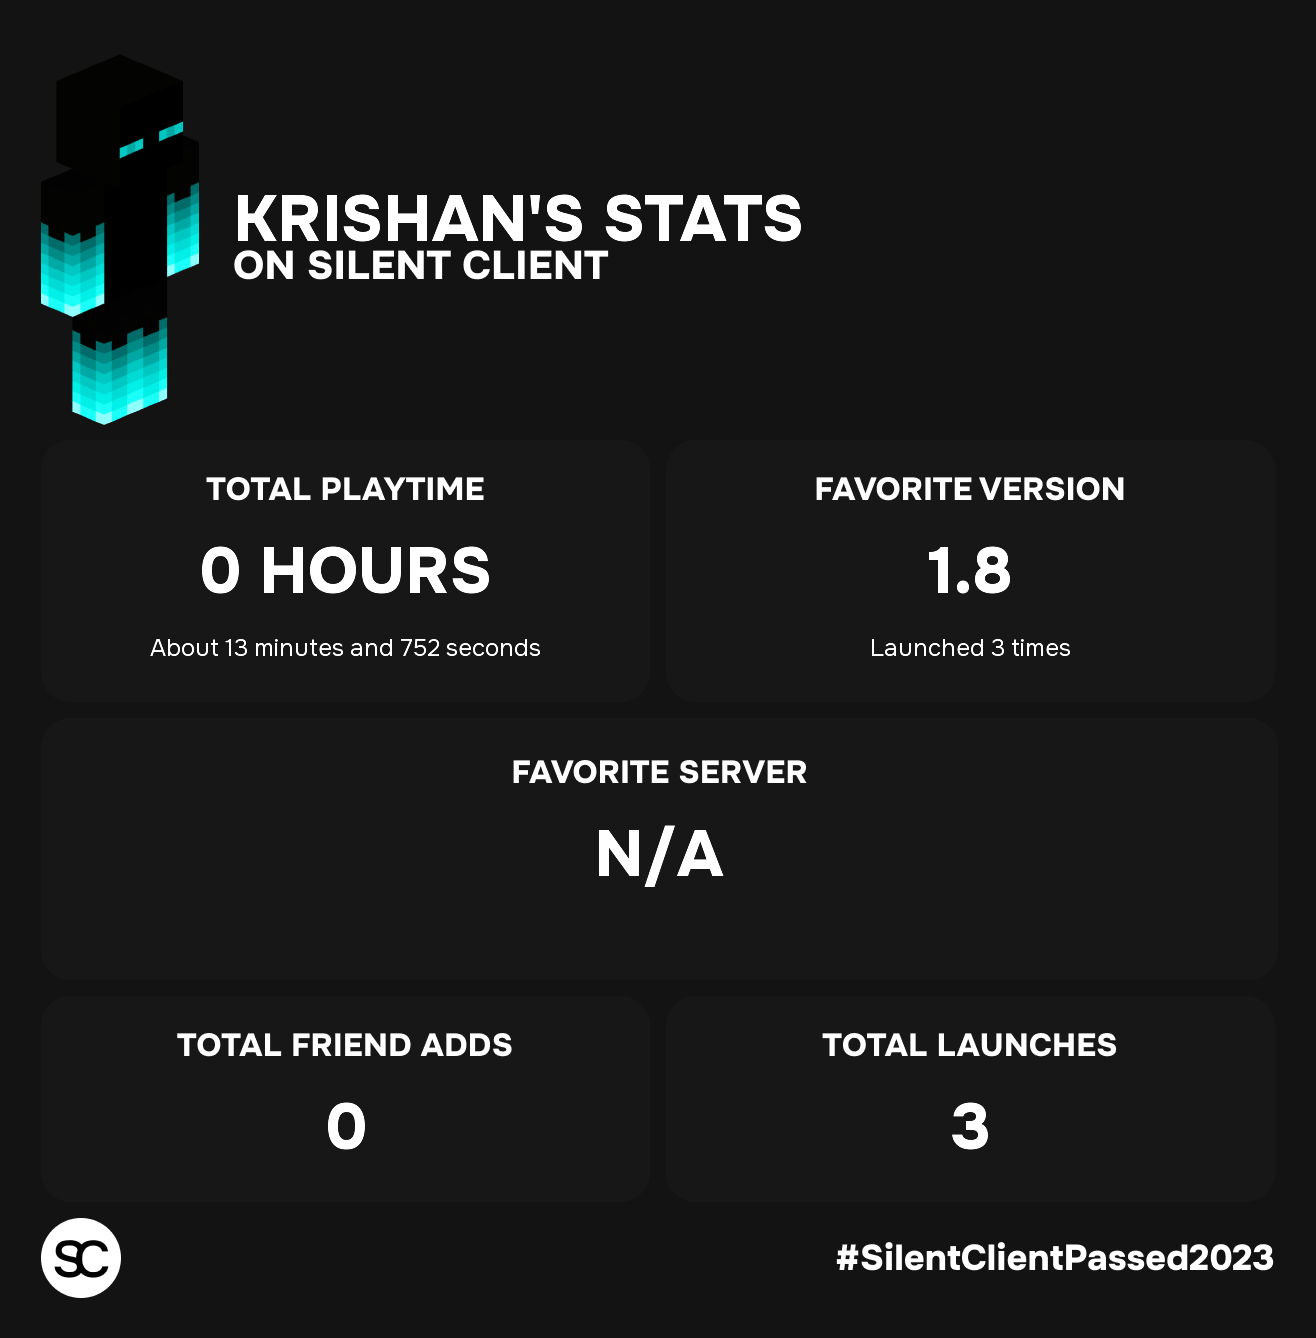 KRISHAN'S STATS
ON SILENT CLIENT
TOTAL PLAYTIME
0 HOURS
About 13 minutes and 752 seconds
FAVORITE VERSION
1.8
Launched 3 times
FAVORITE SERVER
N/A
TOTAL FRIEND ADDS
0
TOTAL LAUNCHES
3
SC
#SilentClientPassed2023